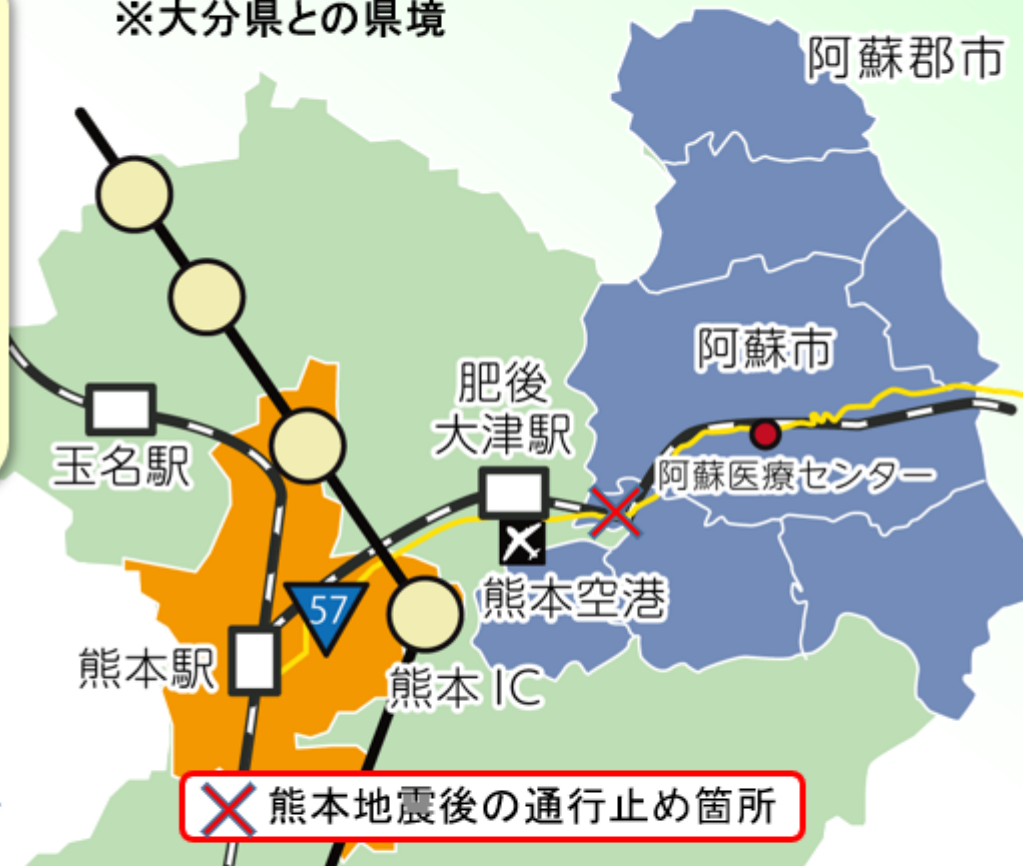 ※大分県との県境
阿蘇郡市
阿蘇市
肥後
大津駅
玉名駅
阿蘇医療センター
熊本空港
57
熊本駅
熊本IC
熊本地震後の通行止め箇所